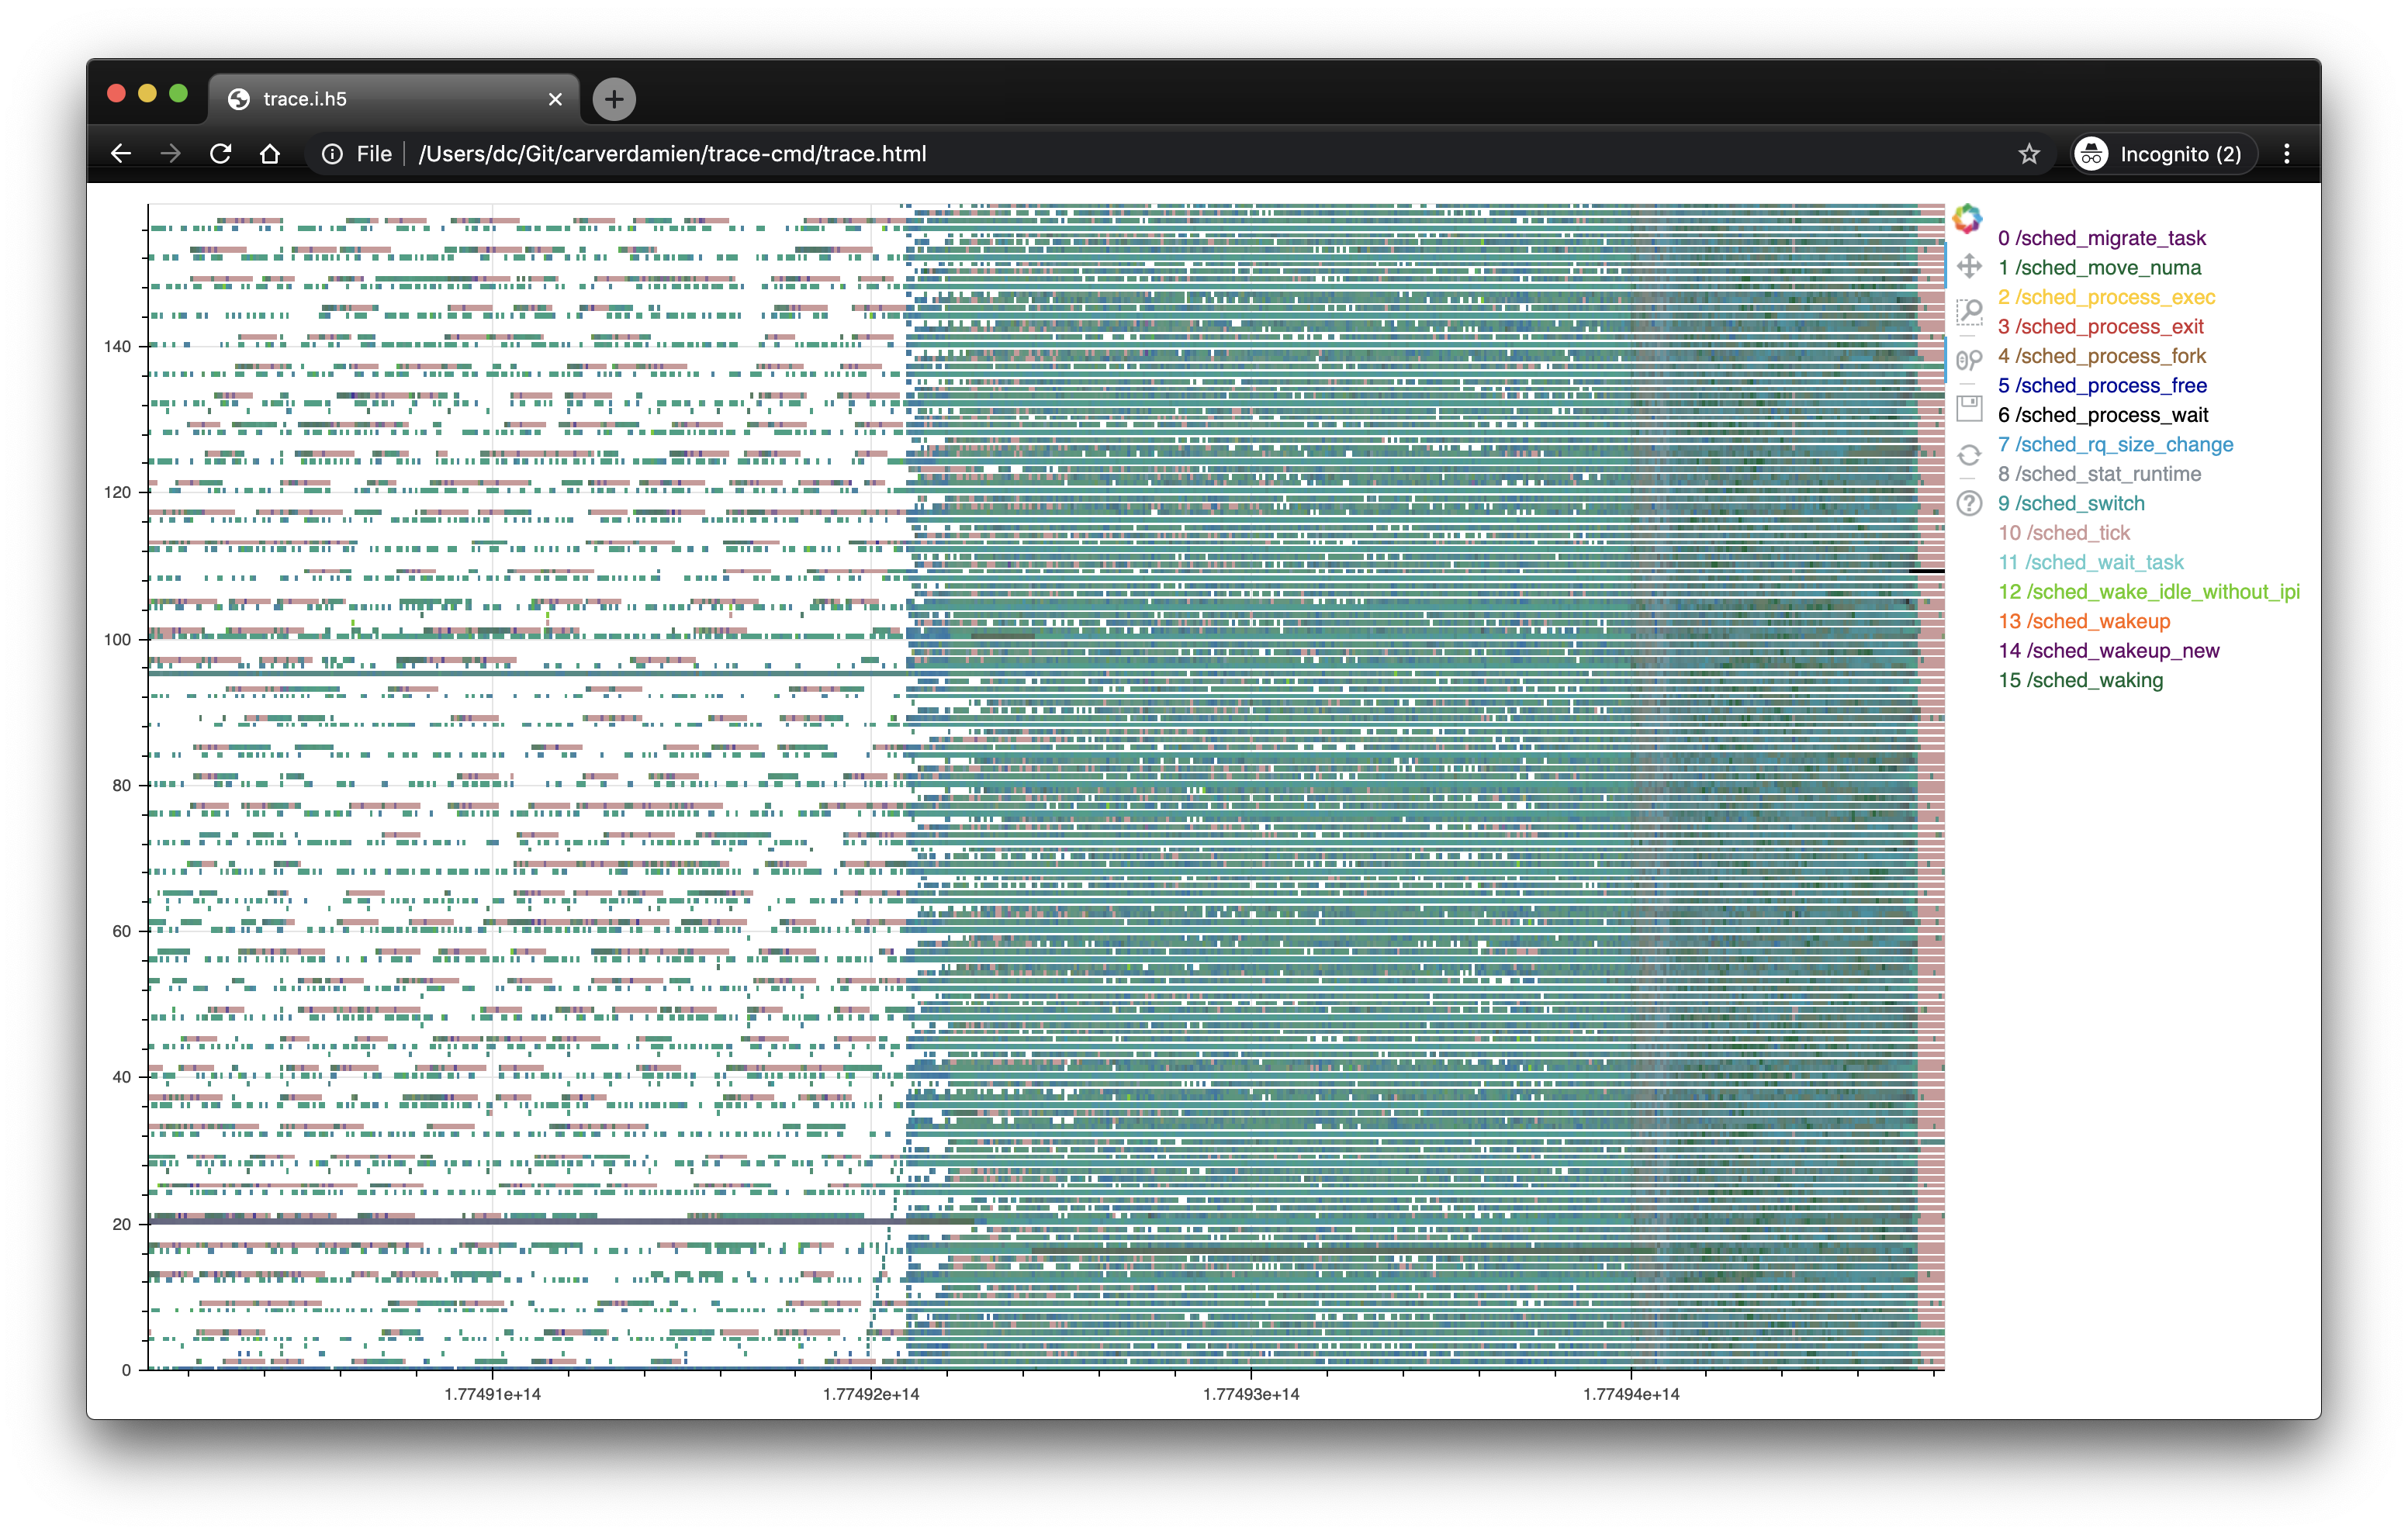 trace.i.h5
File
/Users/dc/Git/carverdamien/trace-cmd/trace.html
Incognito (2)
140
120
100
80
60
40
20
0
1.77491e+14
1.77492e+14
1.77493e+14
1.77494e+14
0 /sched_migrate_task
1 /sched_move_numa
2 /sched_process_exec
3 /sched_process_exit
4 /sched_process_fork
5 /sched_process_free
6 /sched_process_wait
7 /sched_rq_size_change
8 /sched_stat_runtime
9 /sched_switch
10 /sched_tick
11 /sched_wait_task
12 /sched_wake_idle_without_ipi
13 /sched_wakeup
14 /sched_wakeup_new
15 /sched_waking